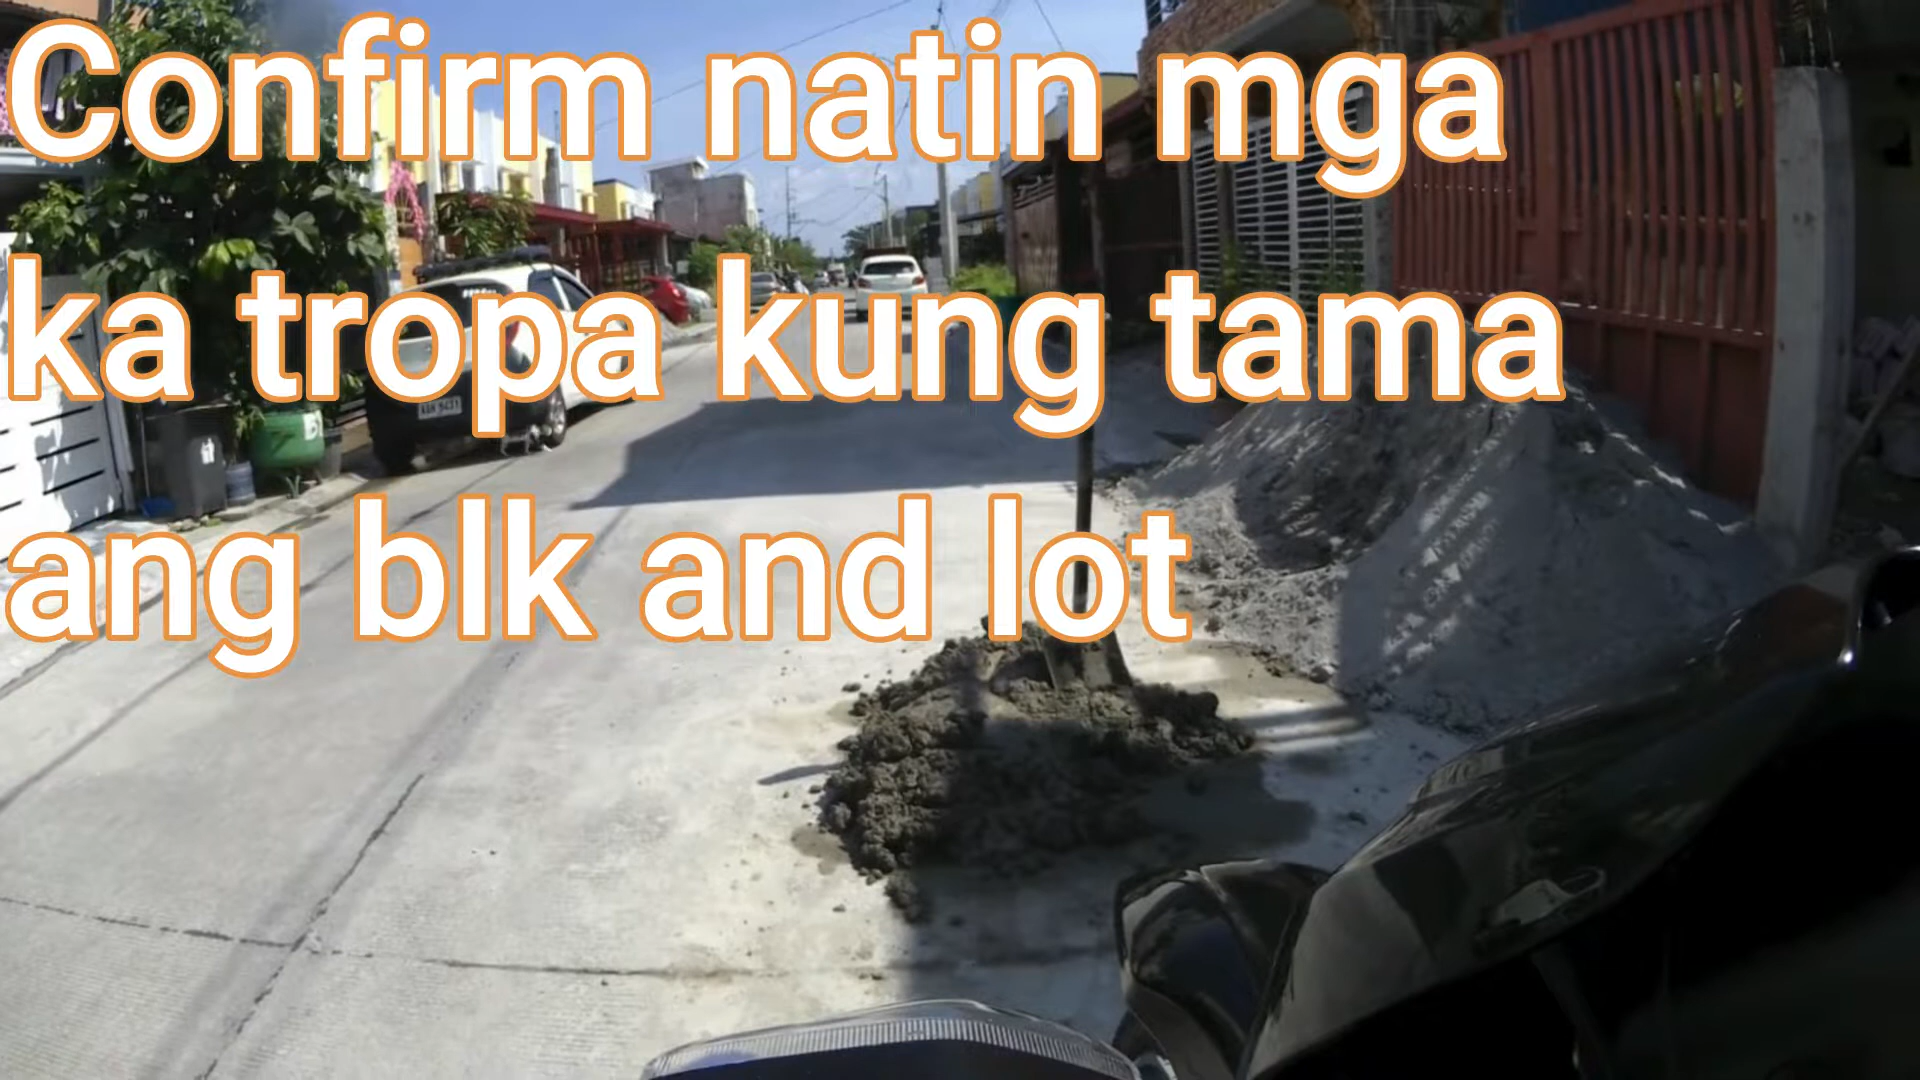 Confirm natin mga
ka tropa kung tama
ang blk and lot